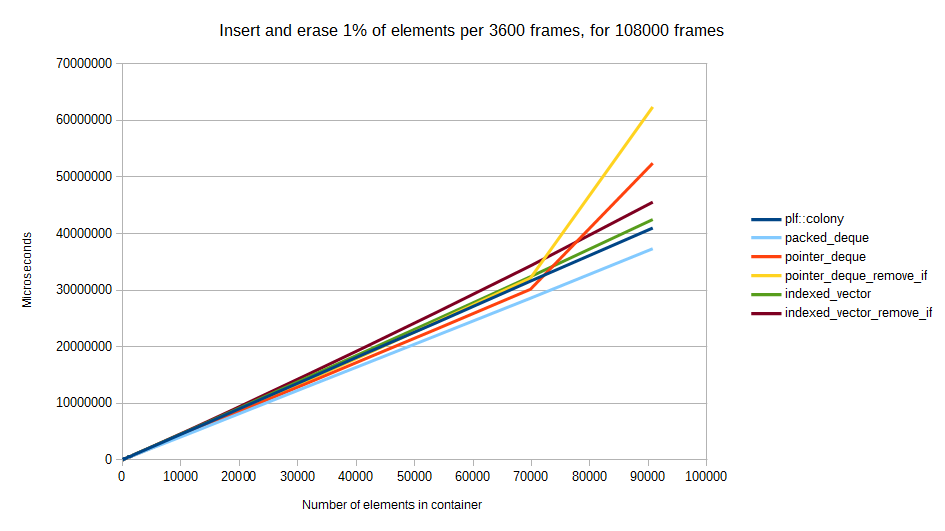 Insert and erase 1% of elements per 3600 frames, for 108000 frames
70000000
60000000
50000000
40000000
30000000
20000000
10000000
0
Microseconds
0 10000 20000 30000 40000 50000 60000 70000 80000 90000 100000
Number of elements in container
plf::colony
packed_deque
pointer_deque
pointer_deque_remove_if
indexed_vector
indexed_vector_remove_if